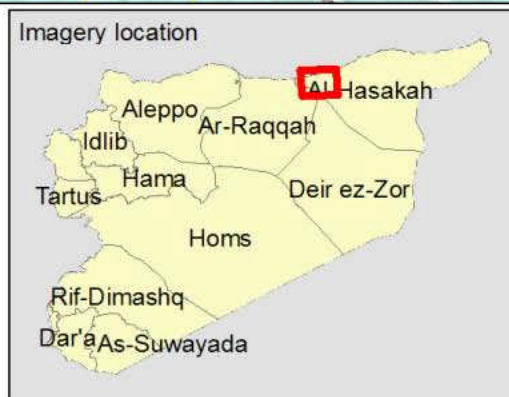 Imagery location
Al-Hasakah
Aleppo
Ar-Raqqah
Idlib
Hama
Tartus
Deir ez-Zor
Homs
Rif-Dimashq
Dar'a
As-Suwayada